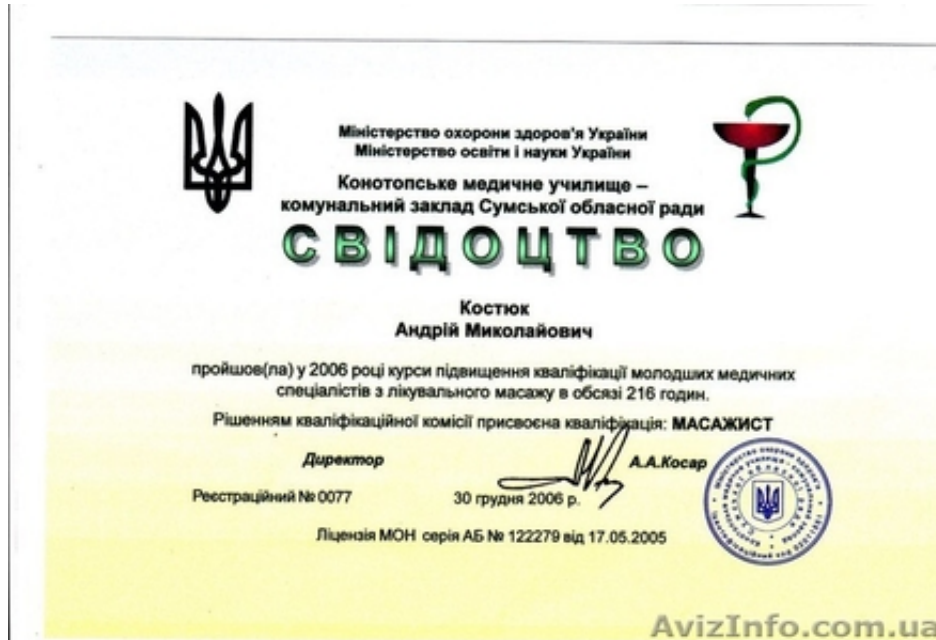 Міністерство охорони здоров'я України
Міністерство освіти і науки України
Конотопське медичне училище –
комунальний заклад Сумської обласної ради
СВІДОЦТВО
Костюк
Андрій Миколайович
пройшов(ла) у 2006 році курси підвищення кваліфікації молодших медичних
спеціалістів з лікувального масажу в обсязі 216 годин.
Рішенням кваліфікаційної комісії присвоєна кваліфікація: МАСАЖИСТ
Директор А.А.Косар
Реєстраційний № 0077 30 грудня 2006 р.
Ліцензія МОН серія АБ № 122279 від 17.05.2005
AvizInfo.com.ua